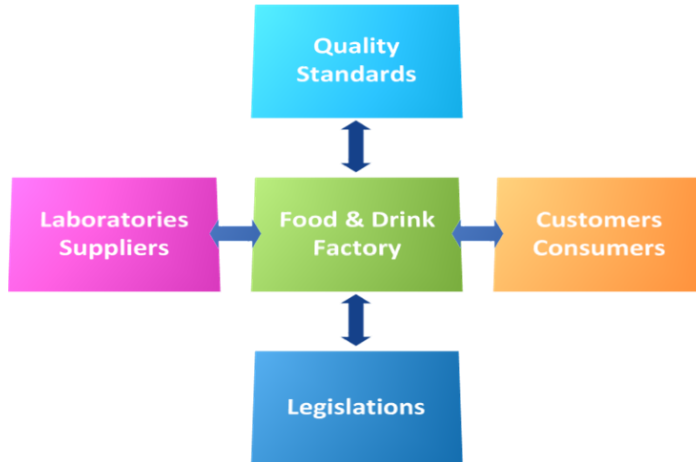 Quality
Standards
Laboratories
Suppliers
Food & Drink
Factory
Customers
Consumers
Legislations